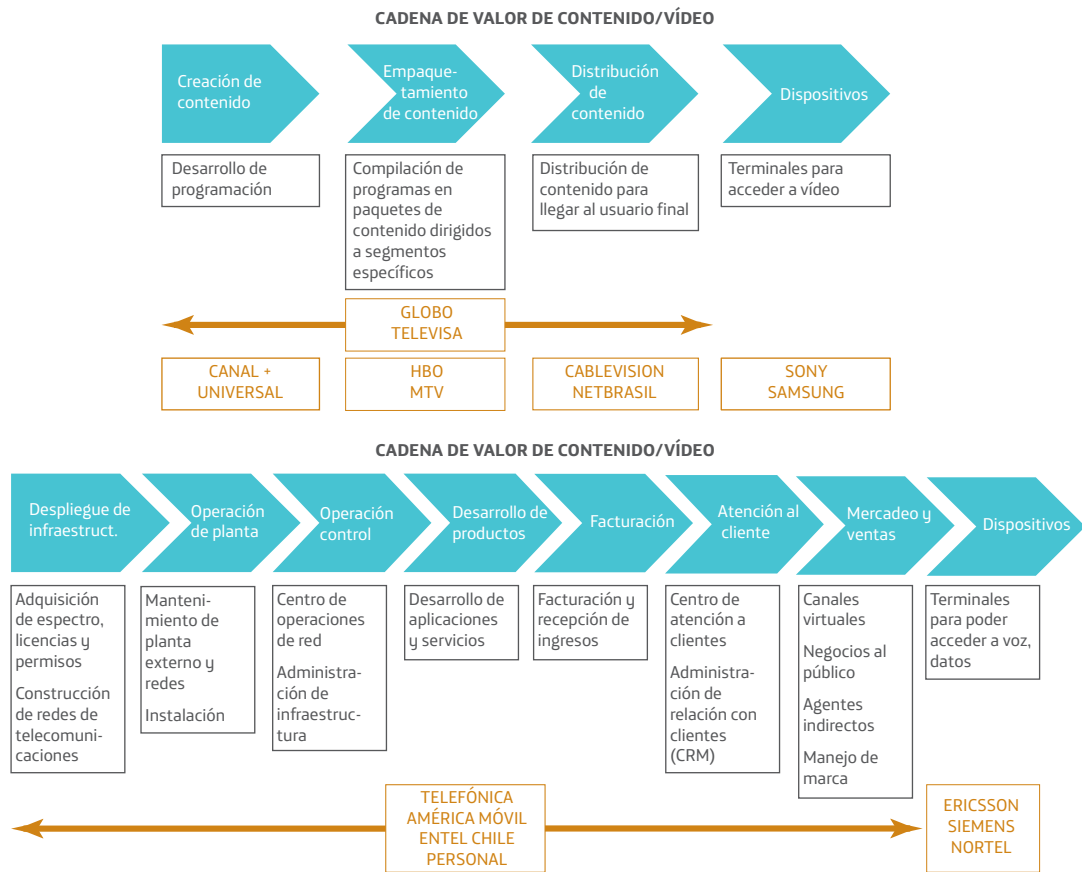 CADENA DE VALOR DE CONTENIDO/VÍDEO
Creación de
contenido
Empaque-
tamiento
de contenido
Distribución
de
contenido
Dispositivos
Desarrollo de
programación
Compilación de
programas en
paquetes de
contenido dirigidos
a segmentos
específicos
Distribución de
contenido para
llegar al usuario final
Terminales para
acceder a vídeo
GLOBO
TELEVISA
CANAL +
UNIVERSAL
HBO
MTV
CABLEVISION
NETBRASIL
SONY
SAMSUNG
CADENA DE VALOR DE CONTENIDO/VÍDEO
Despliegue de
infraestruct.
Operación
de planta
Operación
control
Desarrollo de
productos
Facturación
Atención al
cliente
Mercadeo y
ventas
Dispositivos
Adquisición
de espectro,
licencias y
permisos
Construcción
de redes de
telecomuni-
caciones
Manteni-
miento de
planta
externo y
redes
Instalación
Centro de
operaciones
de red
Administra-
ción de
infraestruc-
tura
Desarrollo de
aplicaciones
y servicios
Facturación y
recepción de
ingresos
Centro de
atención a
clientes
Administra-
ción de
relación con
clientes
(CRM)
Canales
virtuales
Negocios al
público
Agentes
indirectos
Manejo de
marca
Terminales
para poder
acceder a voz,
datos
TELEFÓNICA
AMÉRICA MÓVIL
ENTEL CHILE
PERSONAL
ERICSSON
SIEMENS
NORTEL